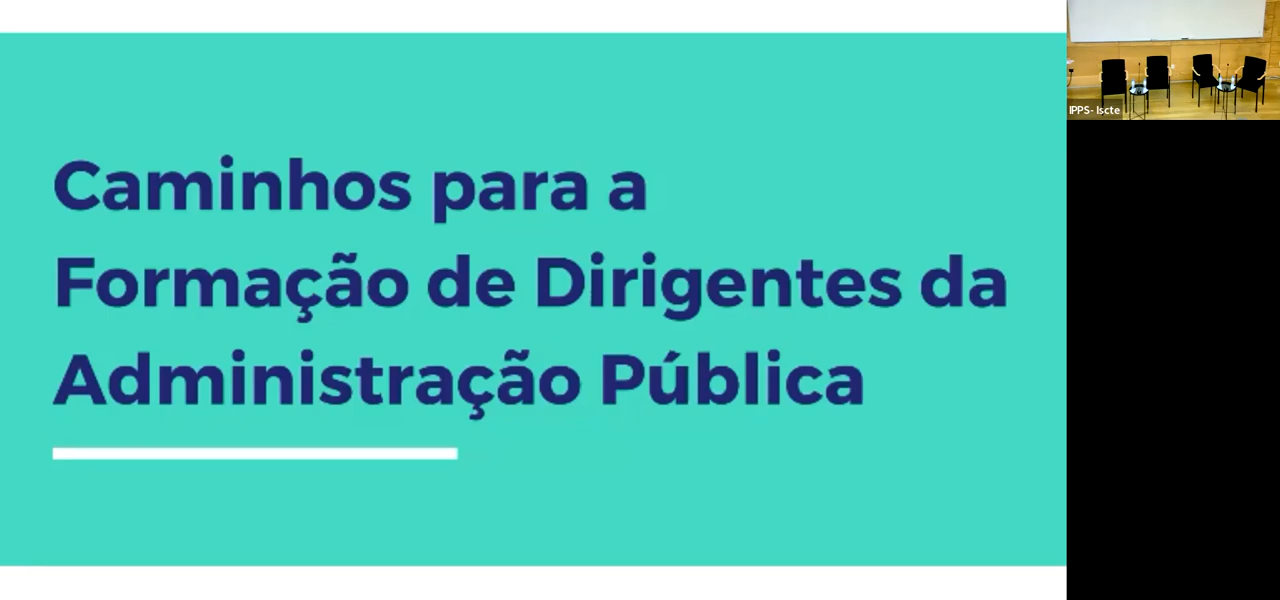 Caminhos para a
Formação de Dirigentes da
Administração Pública
IPPS- Iscte